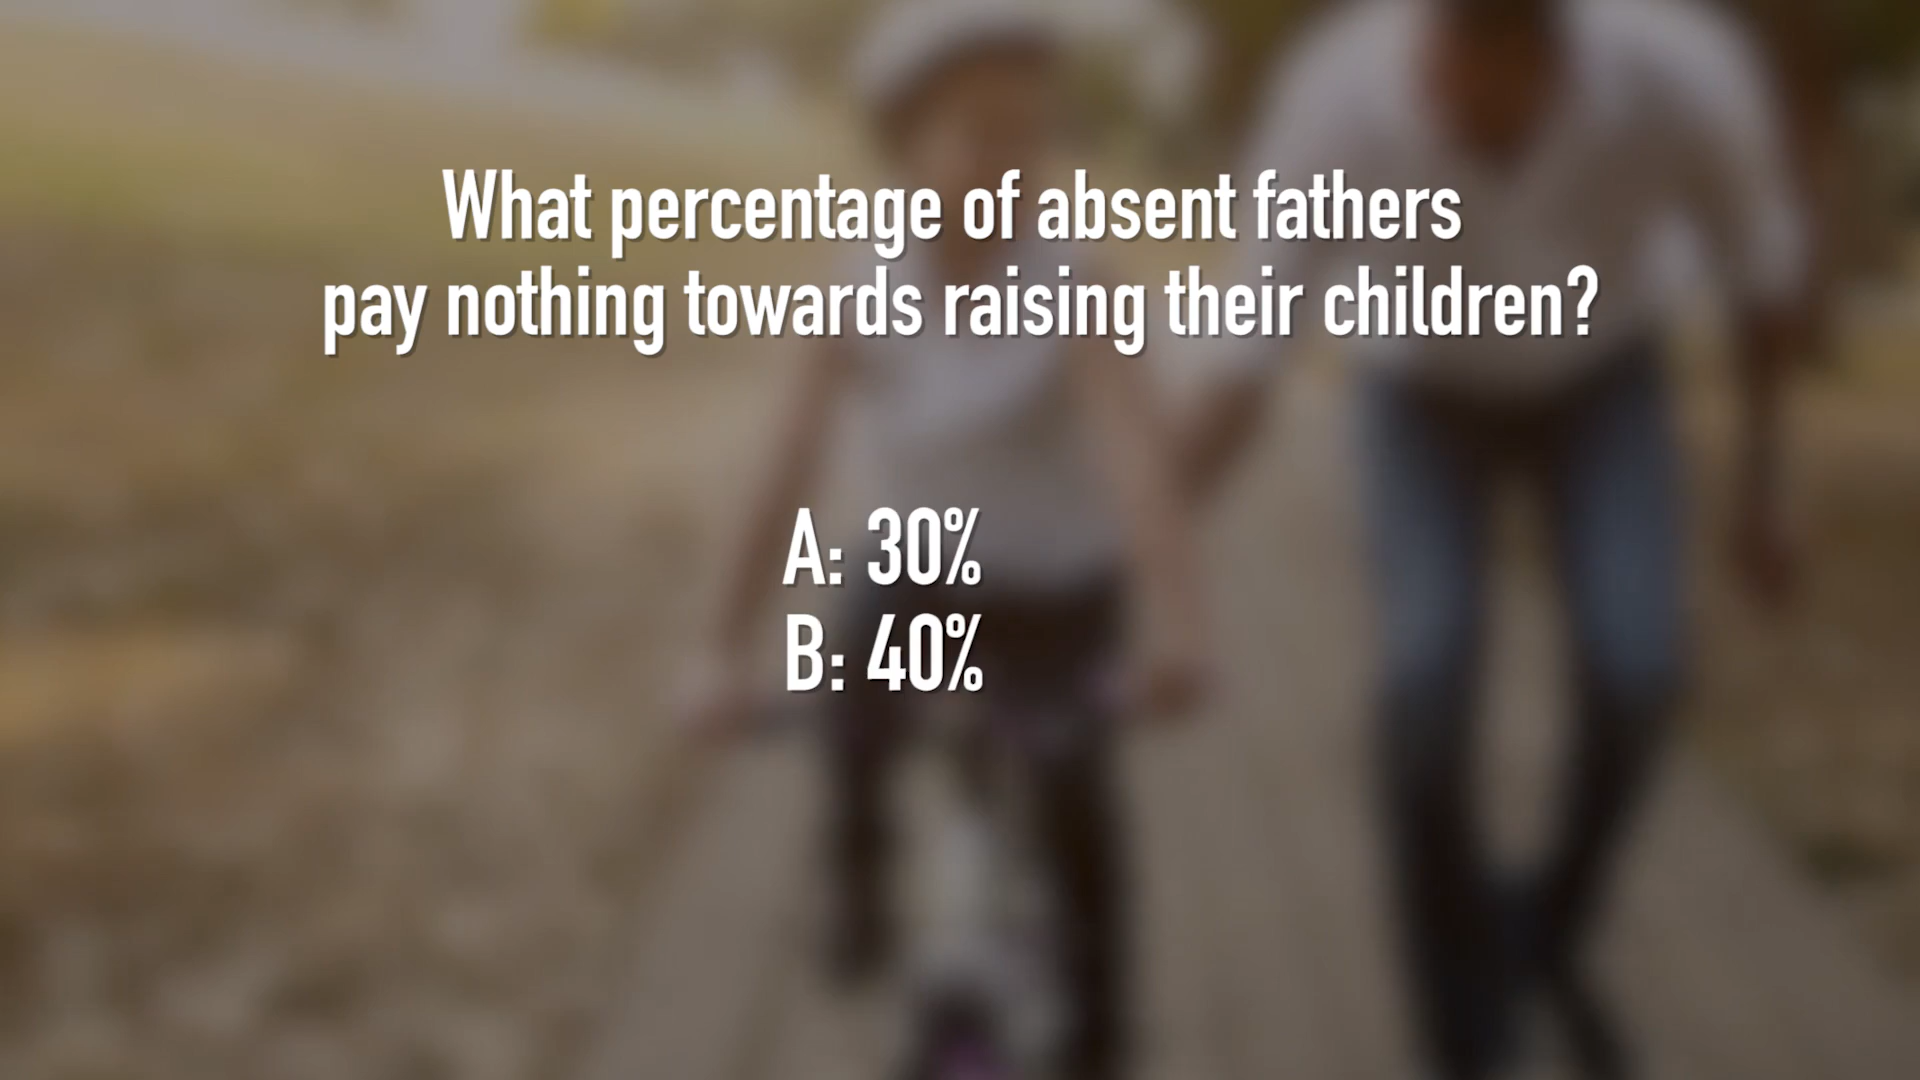 What percentage of absent fathers
pay nothing towards raising their children?
A: 30%
B: 40%